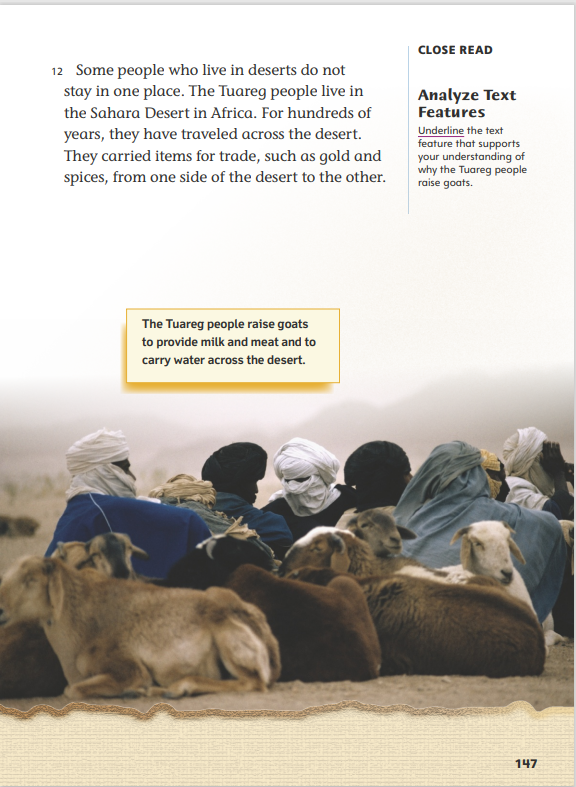 12 Some people who live in deserts do not
stay in one place. The Tuareg people live in
the Sahara Desert in Africa. For hundreds of
years, they have traveled across the desert.
They carried items for trade, such as gold and
spices, from one side of the desert to the other.
CLOSE READ
Analyze Text
Features
Underline the text
feature that supports
your understanding of
why the Tuareg people
raise goats.
The Tuareg people raise goats
to provide milk and meat and to
carry water across the desert.
147